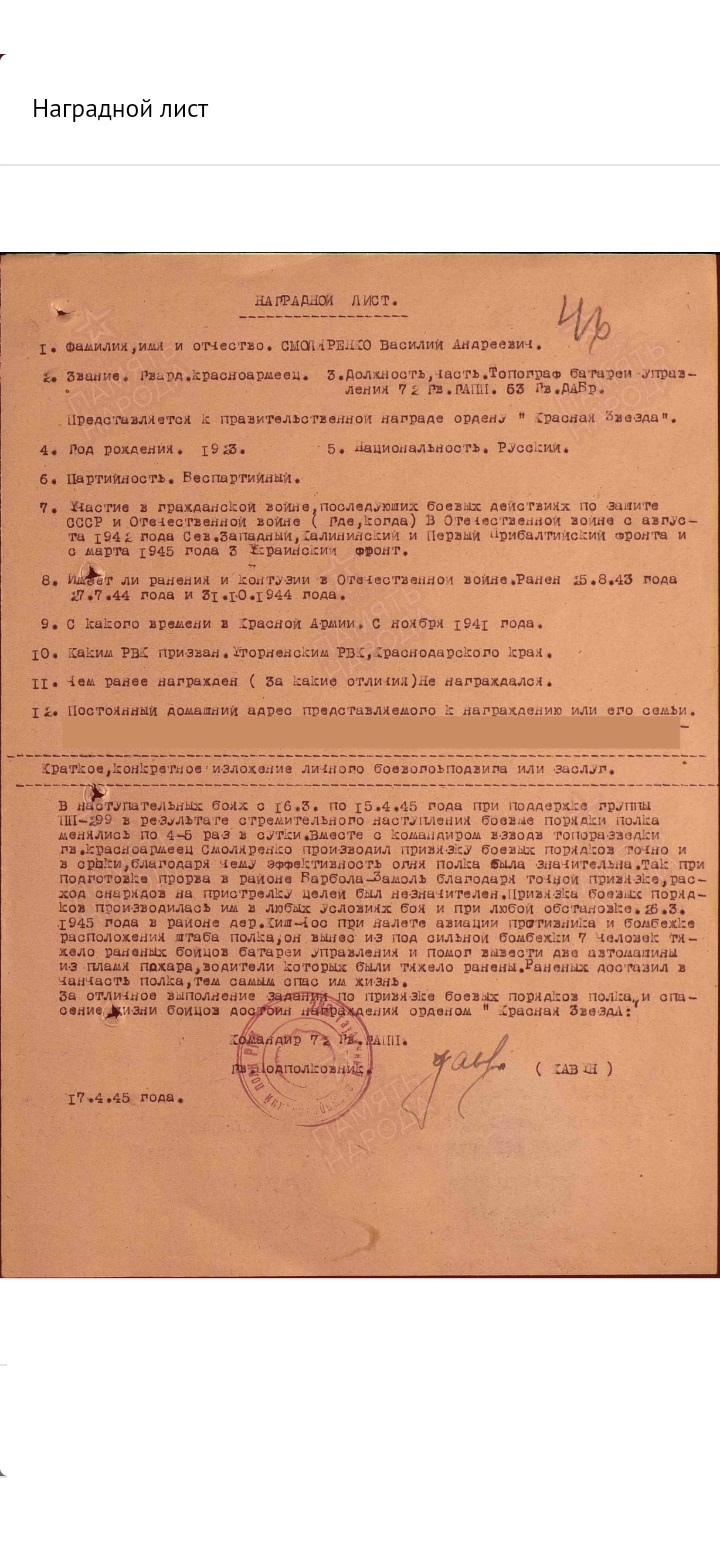 Наградной лист
НАГРАДНОЙ ЛИСТ.
1. Фамилия,имя и отчество. СМОЛЯРЕНКО Василий Андреевич.
2. Звание. Гвард.красноармеец. 3.Должность,часть.Топограф батареи управ-
ления 72 Гв.ГАПП. 63 Гв.ДАБр.
Представляется к правительственной награде ордену " Красная Звезда".
4. Год рождения. 1923. 5. Национальность. Русский.
6. Партийность. Беспартийный.
7. Участие в гражданской войне,последующих боевых действиях по защите
СССР и Отечественной войне ( где,когда) В Отечественной войне с авгус-
та 1942 года Сев.Западный,Калининский и Первый Прибалтийский фронта и
с марта 1945 года 3 Украинский фронт.
8. Имеет ли ранения и контузии в Отечественной войне.Ранен 25.8.43 года
27.7.44 года и 31.10.1944 года.
9. С какого времени в Красной Армии. С ноября 1941 года.
10. Каким РВК призван. РВК,Краснодарского края.
11. Чем ранее награжден ( За какие отличия)Не награждался.
12. Постоянный домашний адрес представляемого к награждению или его семьи.
Краткое,конкретное изложение личного боевого подвига или заслуг.
В наступательных боях с 16.3. по 15.4.45 года при поддержке группы
299 в результате стремительного наступления боевые порядки полка
менялись по 4-5 раз в сутки.Вместе с командиром взвода топоразведки
гв.красноармеец Смоляренко производил привязку боевых порядков точно и
в сроки,благодаря чему эффективность огня полка была значительна.Так при
подготовке прорва в районе Барбола-Замоль благодаря точной привязке,рас-
ход снарядов на пристрелку целей был незначителен.Привязка боевых поряд-
ков производилась им в любых условиях боя и при любой обстановке. 26.3.
1945 года в районе дер. при налете авиации противника и бомбежке
расположения штаба полка,он вынес из под сильной бомбежки 7 человек тя-
жело раненых бойцов батареи управления и помог вывести две автомашины
из пламя пожара,водители которых были тяжело ранены.Раненых доставил в
санчасть полка,тем самым спас им жизнь.
За отличное выполнение заданий по привязке боевых порядков полка,и спа-
сение жизни бойцов достоин награждения орденом " Красная Звезда"
Командир 72 Гв.ГАПП.
гв.подполковник.
17.4.45 года.
ПАМЯТЬ
НАРОДА